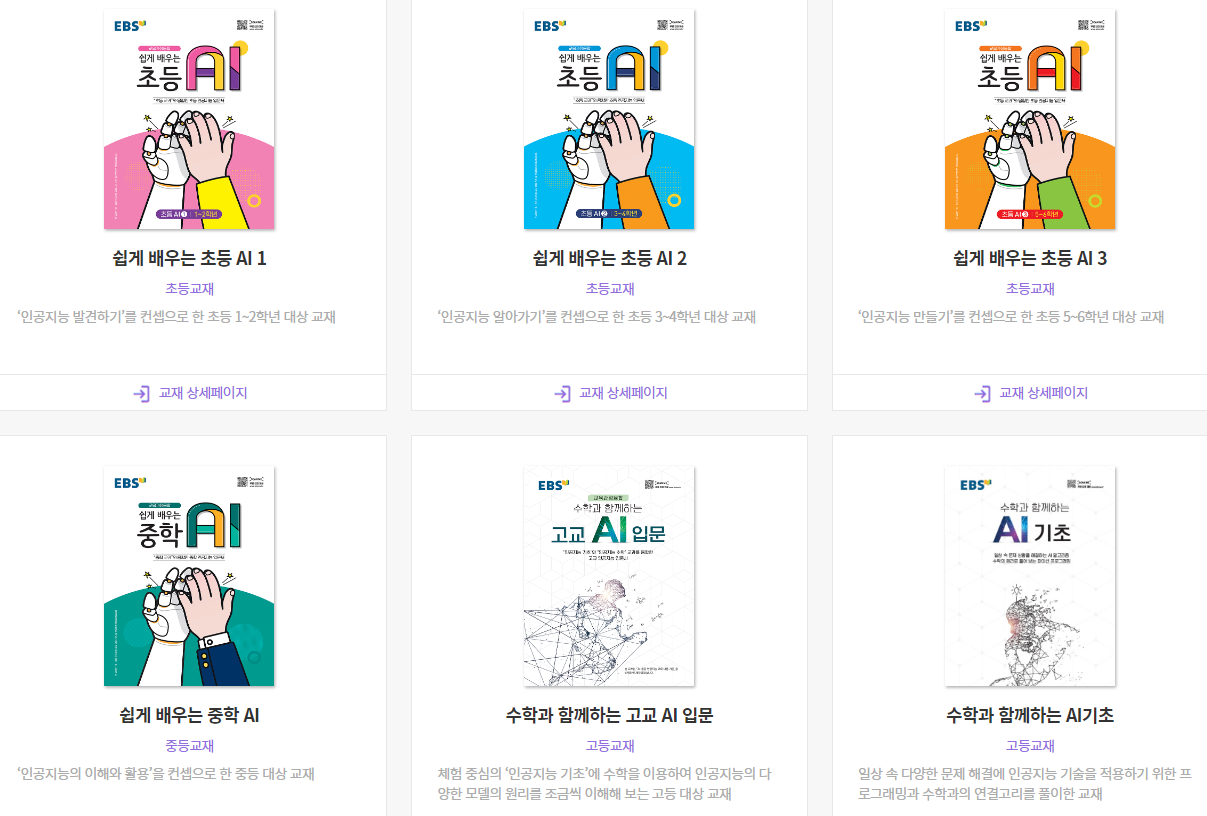 EBS
쉽게 배우는
초등 AI
초등 AI 1 | 1~2학년
EBS
쉽게 배우는
초등 AI
초등 AI 2 | 3~4학년
EBS
쉽게 배우는
초등 AI
초등 AI 3 | 5~6학년
쉽게 배우는 초등 AI 1
초등교재
‘인공지능 발견하기’를 컨셉으로 한 초등 1~2학년 대상 교재
교재 상세페이지
쉽게 배우는 초등 AI 2
초등교재
‘인공지능 알아가기’를 컨셉으로 한 초등 3~4학년 대상 교재
교재 상세페이지
쉽게 배우는 초등 AI 3
초등교재
‘인공지능 만들기’를 컨셉으로 한 초등 5~6학년 대상 교재
교재 상세페이지
EBS
쉽게 배우는
중학 AI
EBS
수학과 함께하는
고교 AI 입문
EBS
수학과 함께하는
AI 기초
쉽게 배우는 중학 AI
중등교재
‘인공지능의 이해와 활용’을 컨셉으로 한 중등 대상 교재
수학과 함께하는 고교 AI 입문
고등교재
체험 중심의 ‘인공지능 기초’에 수학을 이용하여 인공지능의 다
양한 모델의 원리를 조금씩 이해해 보는 고등 대상 교재
수학과 함께하는 AI기초
고등교재
일상 속 다양한 문제 해결에 인공지능 기술을 적용하기 위한 프
로그래밍과 수학과의 연결고리를 풀이한 교재